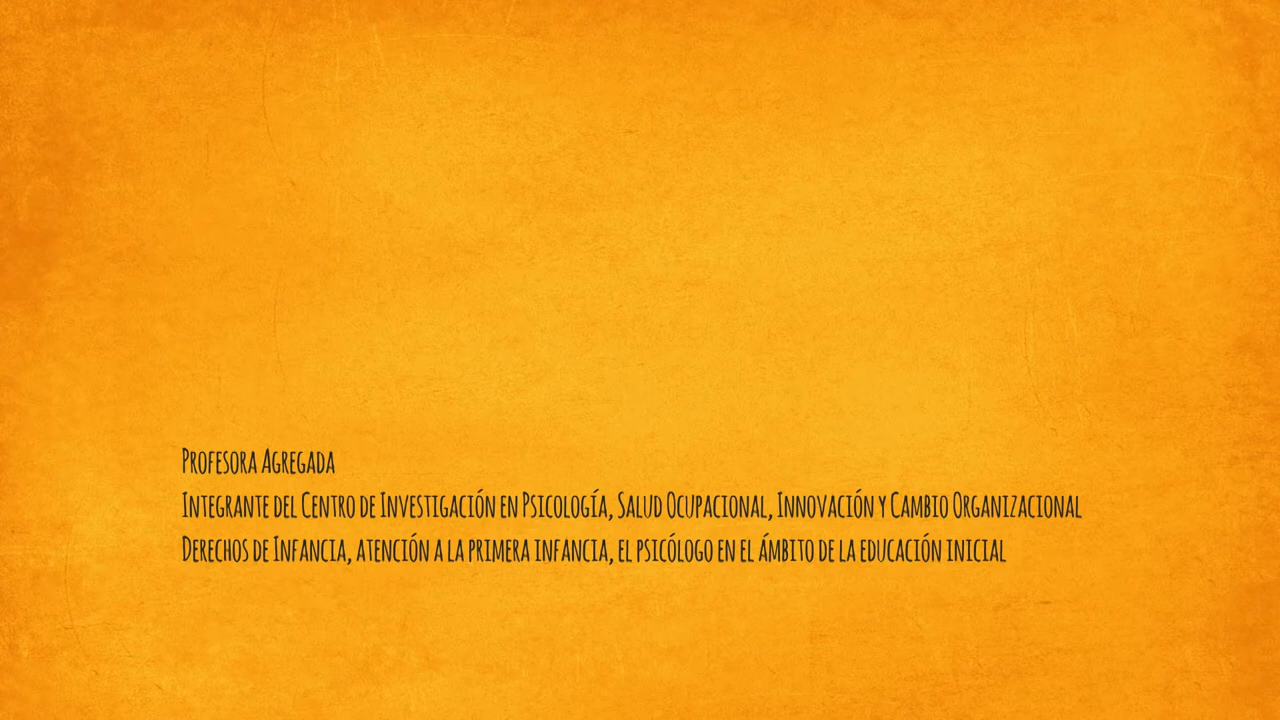 Profesora Agregada
Integrante del Centro de Investigación en Psicología, Salud Ocupacional, Innovación y Cambio Organizacional
Derechos de Infancia, atención a la primera infancia, el psicólogo en el ámbito de la educación inicial